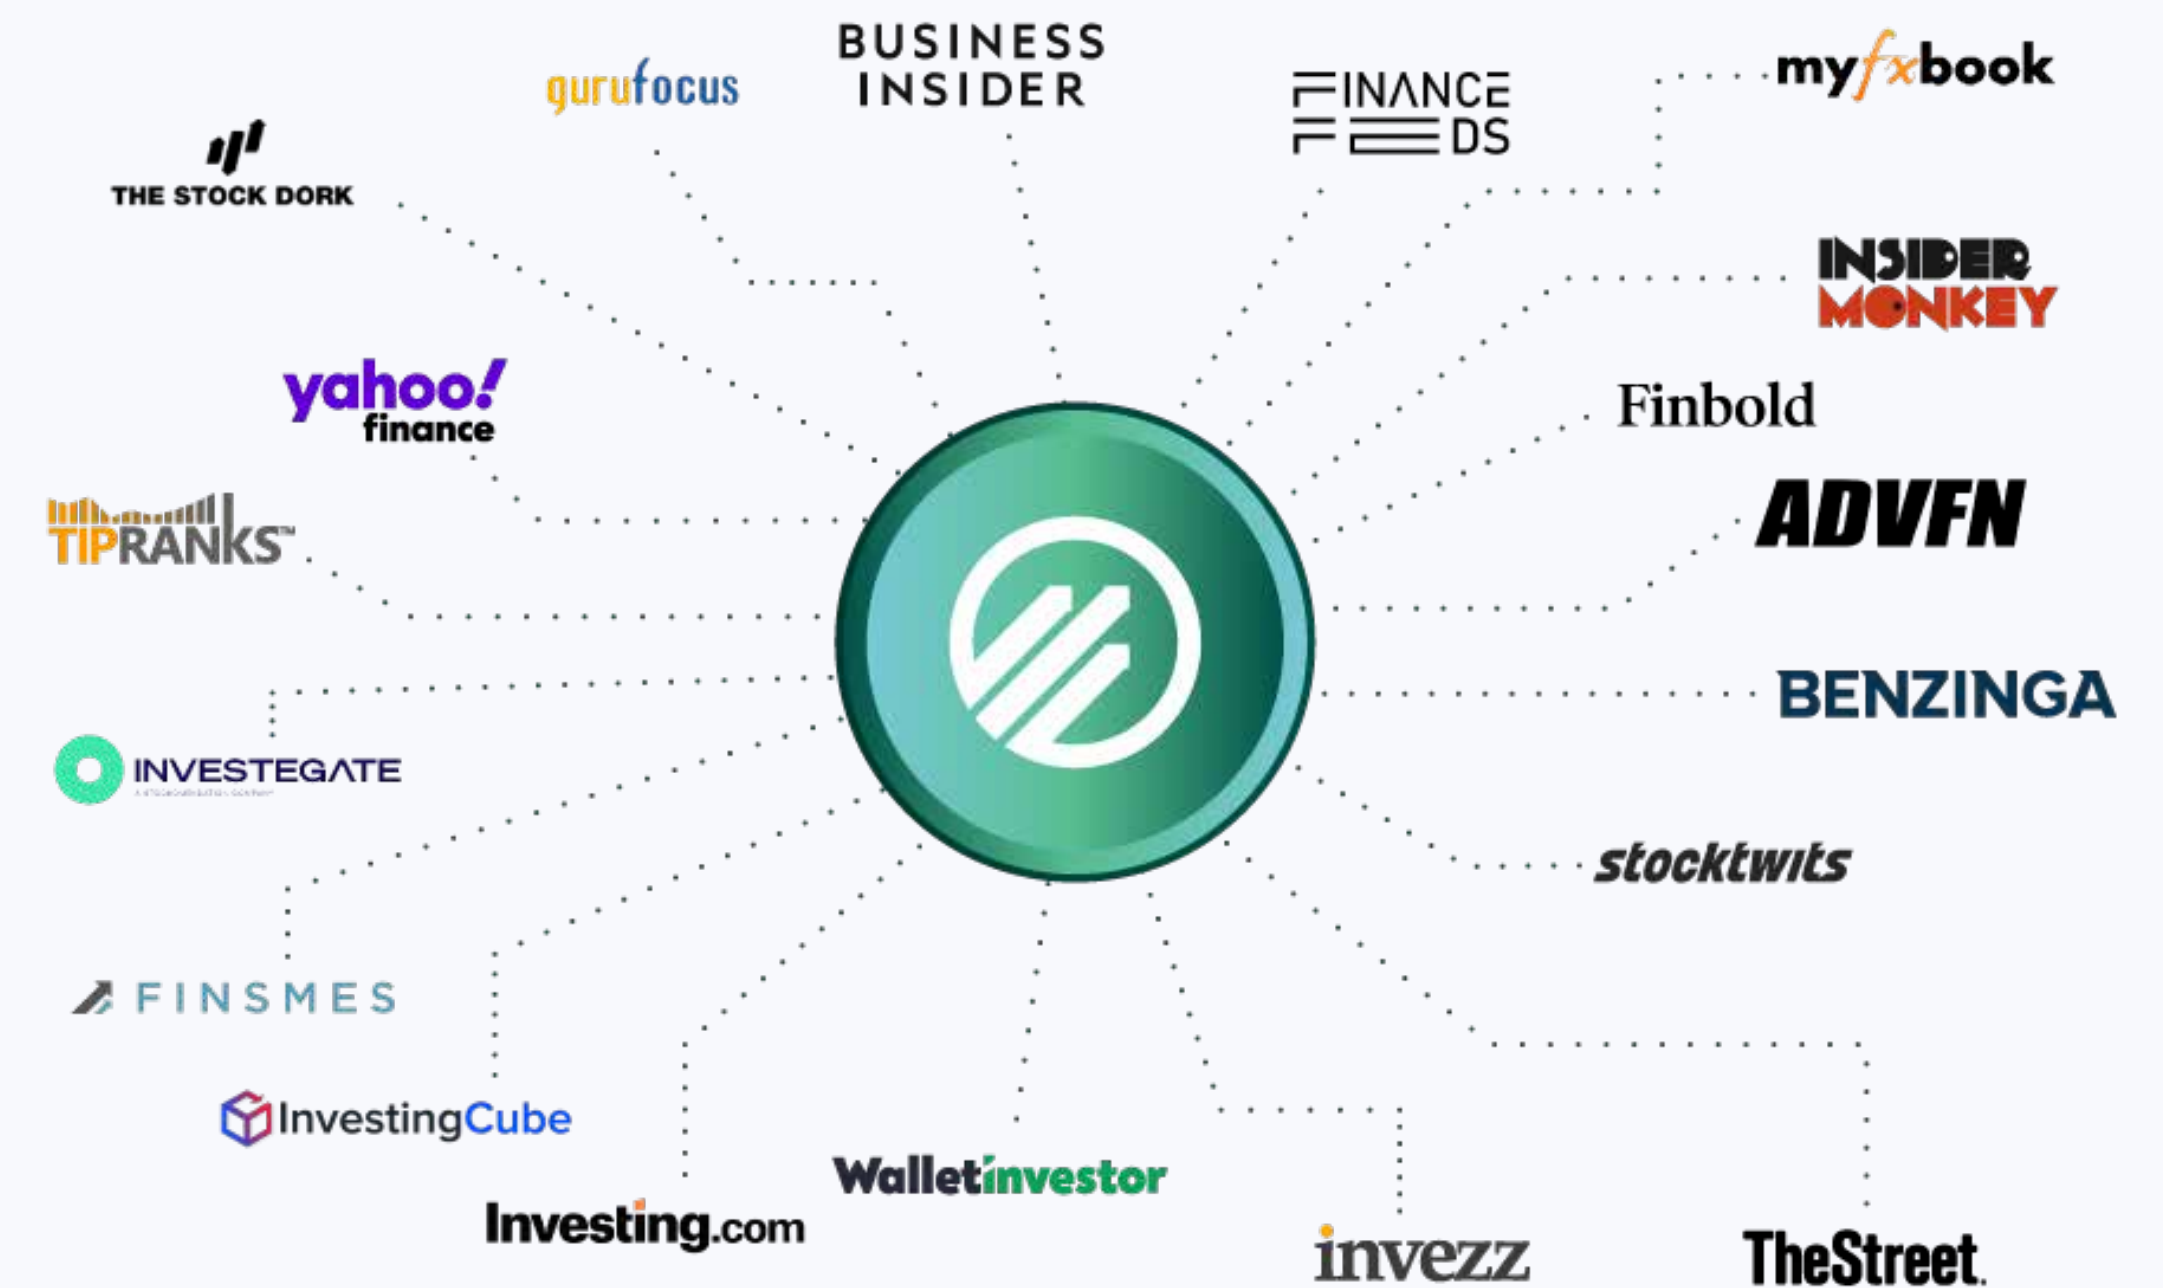 BUSINESS
INSIDER
gurufocus
FINANCE
FEEDS
myfxbook
THE STOCK DORK
INSIDER
MONKEY
yahoo!
finance
Finbold
TIPRANKS™
ADVFN
BENZINGA
INVESTEGATE
stocktwits
FINSMES
InvestingCube
Walletinvestor
Investing.com
invezz
TheStreet.